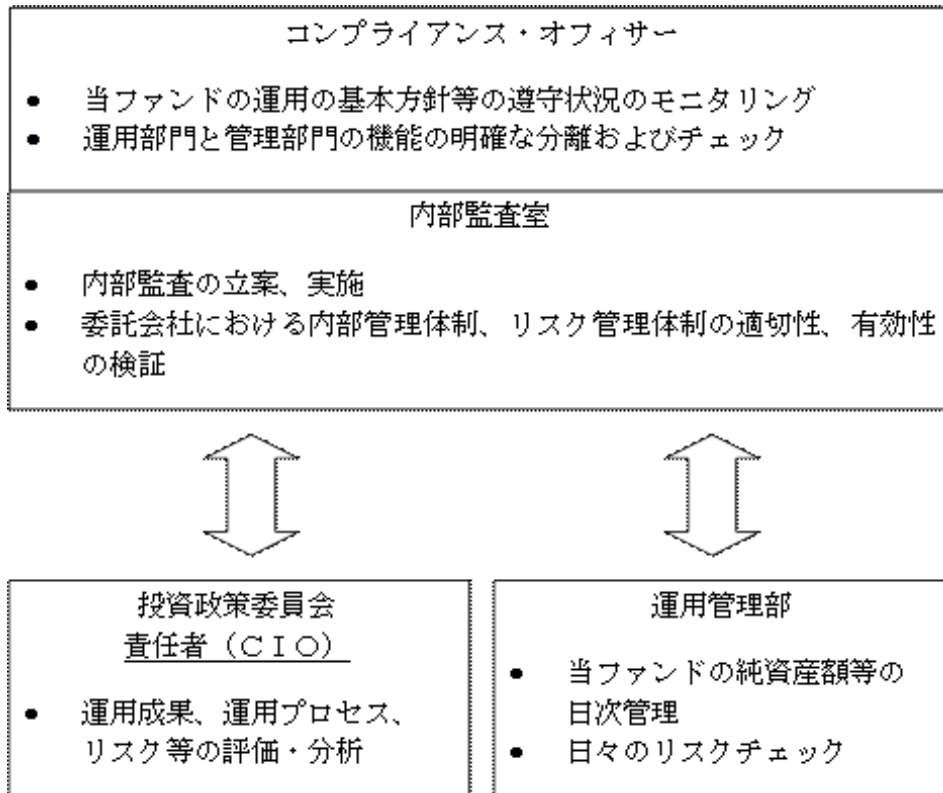 コンプライアンス・オフィサー
● 当ファンドの運用の基本方針等の遵守状況のモニタリング
● 運用部門と管理部門の機能の明確な分離およびチェック
内部監査室
● 内部監査の立案、実施
● 委託会社における内部管理体制、リスク管理体制の適切性、有効性
の検証
投資政策委員会
責任者（ＣＩＯ）
● 運用成果、運用プロセス、
リスク等の評価・分析
運用管理部
● 当ファンドの純資産額等の
日次管理
● 日々のリスクチェック